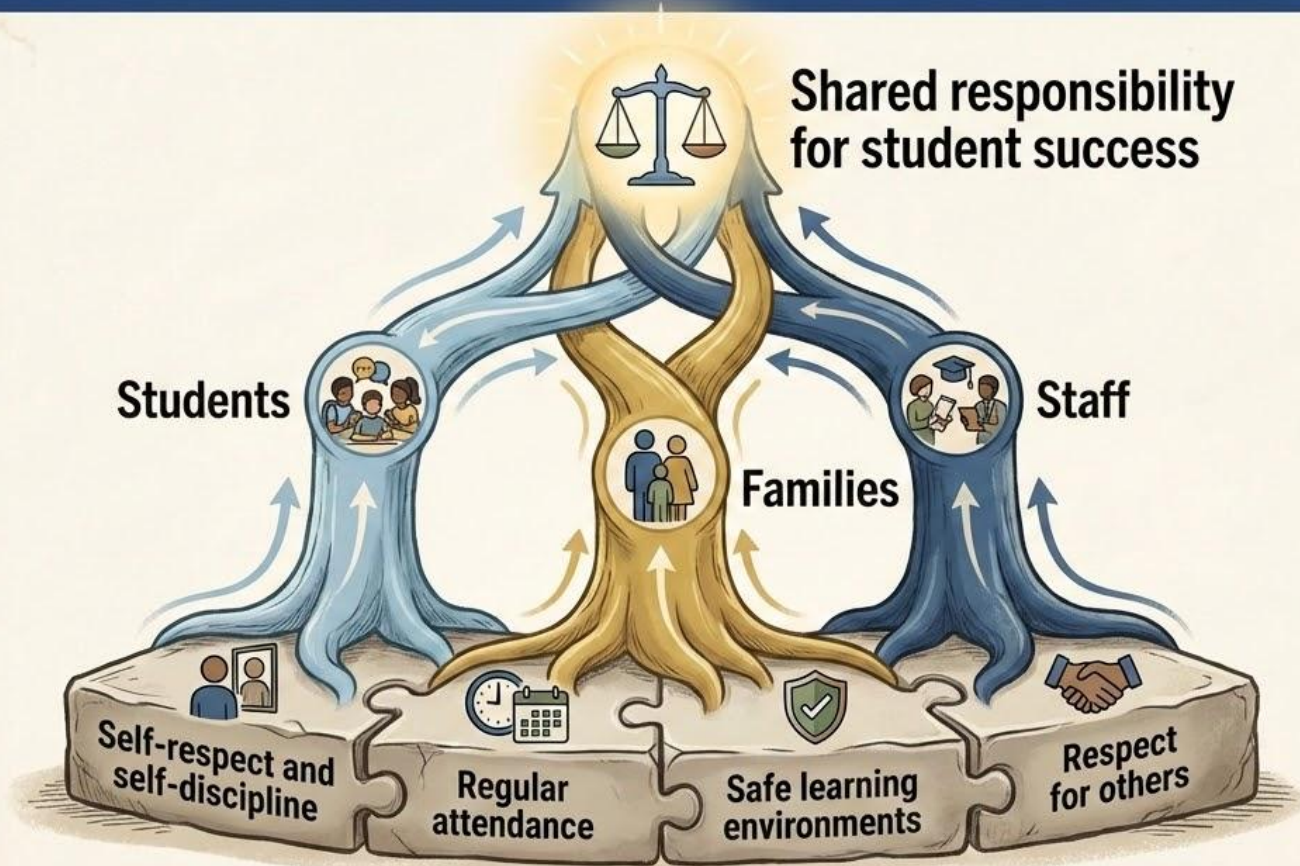 Shared responsibility
for student success
Students
Staff
Families
Self-respect and
self-discipline
Regular
attendance
Safe learning
environments
Respect
for others